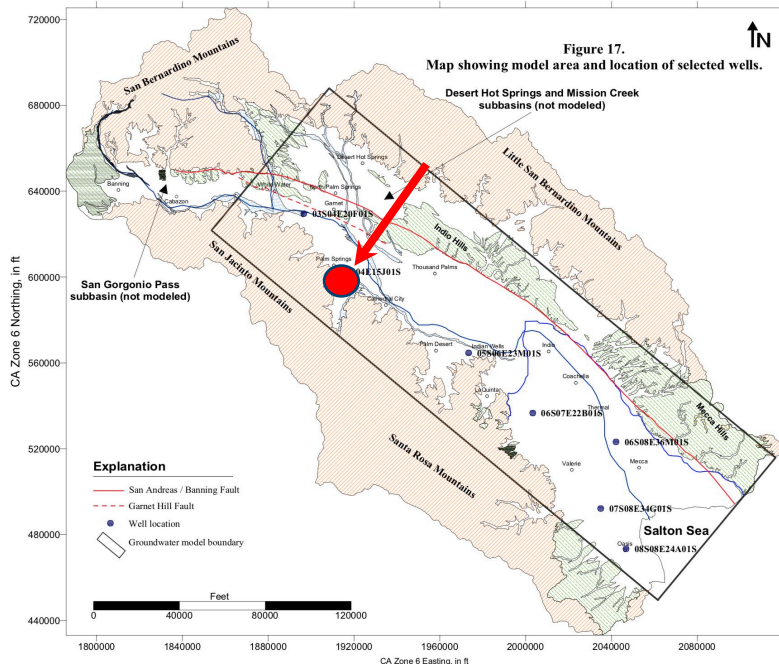 Figure 17.
Map showing model area and location of selected wells.
N
Desert Hot Springs and Mission Creek
subbasins (not modeled)
San Bernardino Mountains
Little San Bernardino Mountains
Desert Hot Springs
Banning
Cabazon
White Water
North Palm Springs
Garnet
03S04E20F01S
Indio Hills
San Gorgonio Pass
subbasin (not modeled)
San Jacinto Mountains
Palm Springs
04E15J01S
Thousand Palms
Cathedral City
Palm Desert
Indian Wells
05S06E23M01S
Indio
Coachella
LaQuinta
06S07E22B01S
Thermal
06S08E36M01S
Mecca Hills
Santa Rosa Mountains
Valerie
Mecca
07S08E34G01S
Salton Sea
Oasis
08S08E24A01S
Explanation
San Andreas / Banning Fault
Garnet Hill Fault
Well location
Groundwater model boundary
Feet
0 40000 80000 120000
CA Zone 6 Northing, in ft
720000
680000
640000
600000
560000
520000
480000
440000
1800000 1840000 1880000 1920000 1960000 2000000 2040000 2080000
CA Zone 6 Easting, in ft